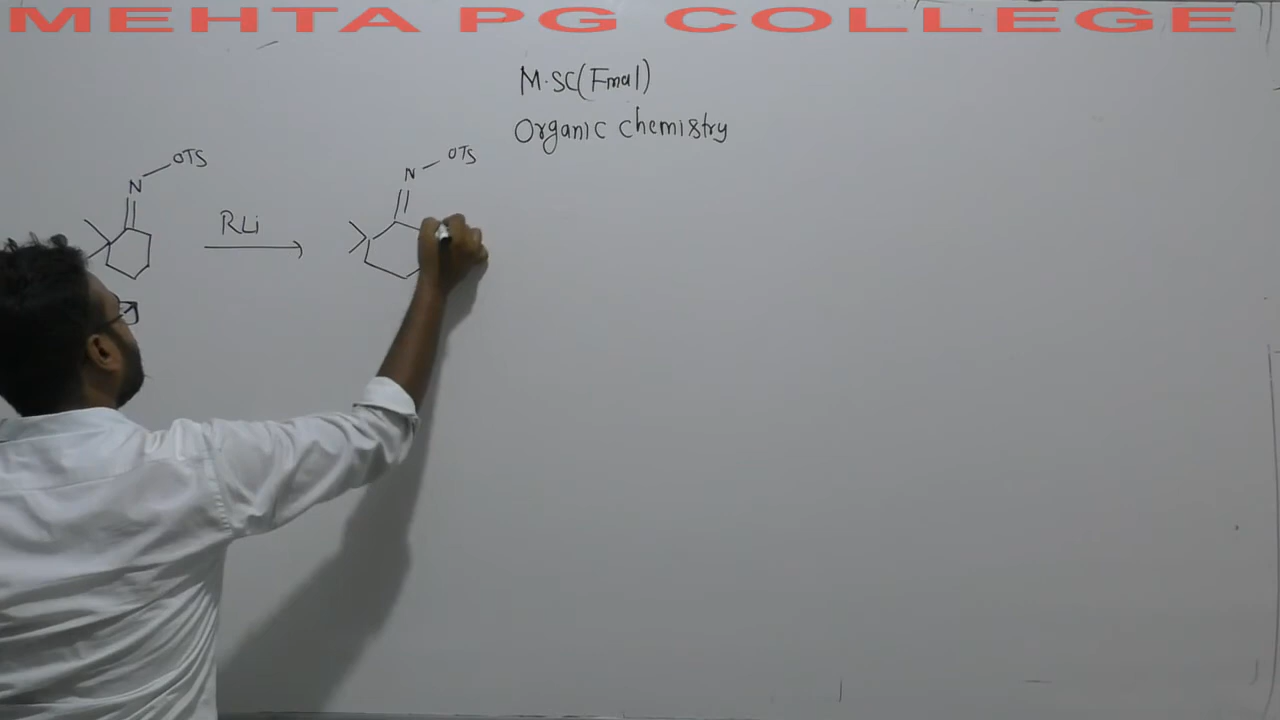 MEHTA PG COLLEGE
M.SC(Final)
Organic chemistry
OTS
N
RLi
OTS
N